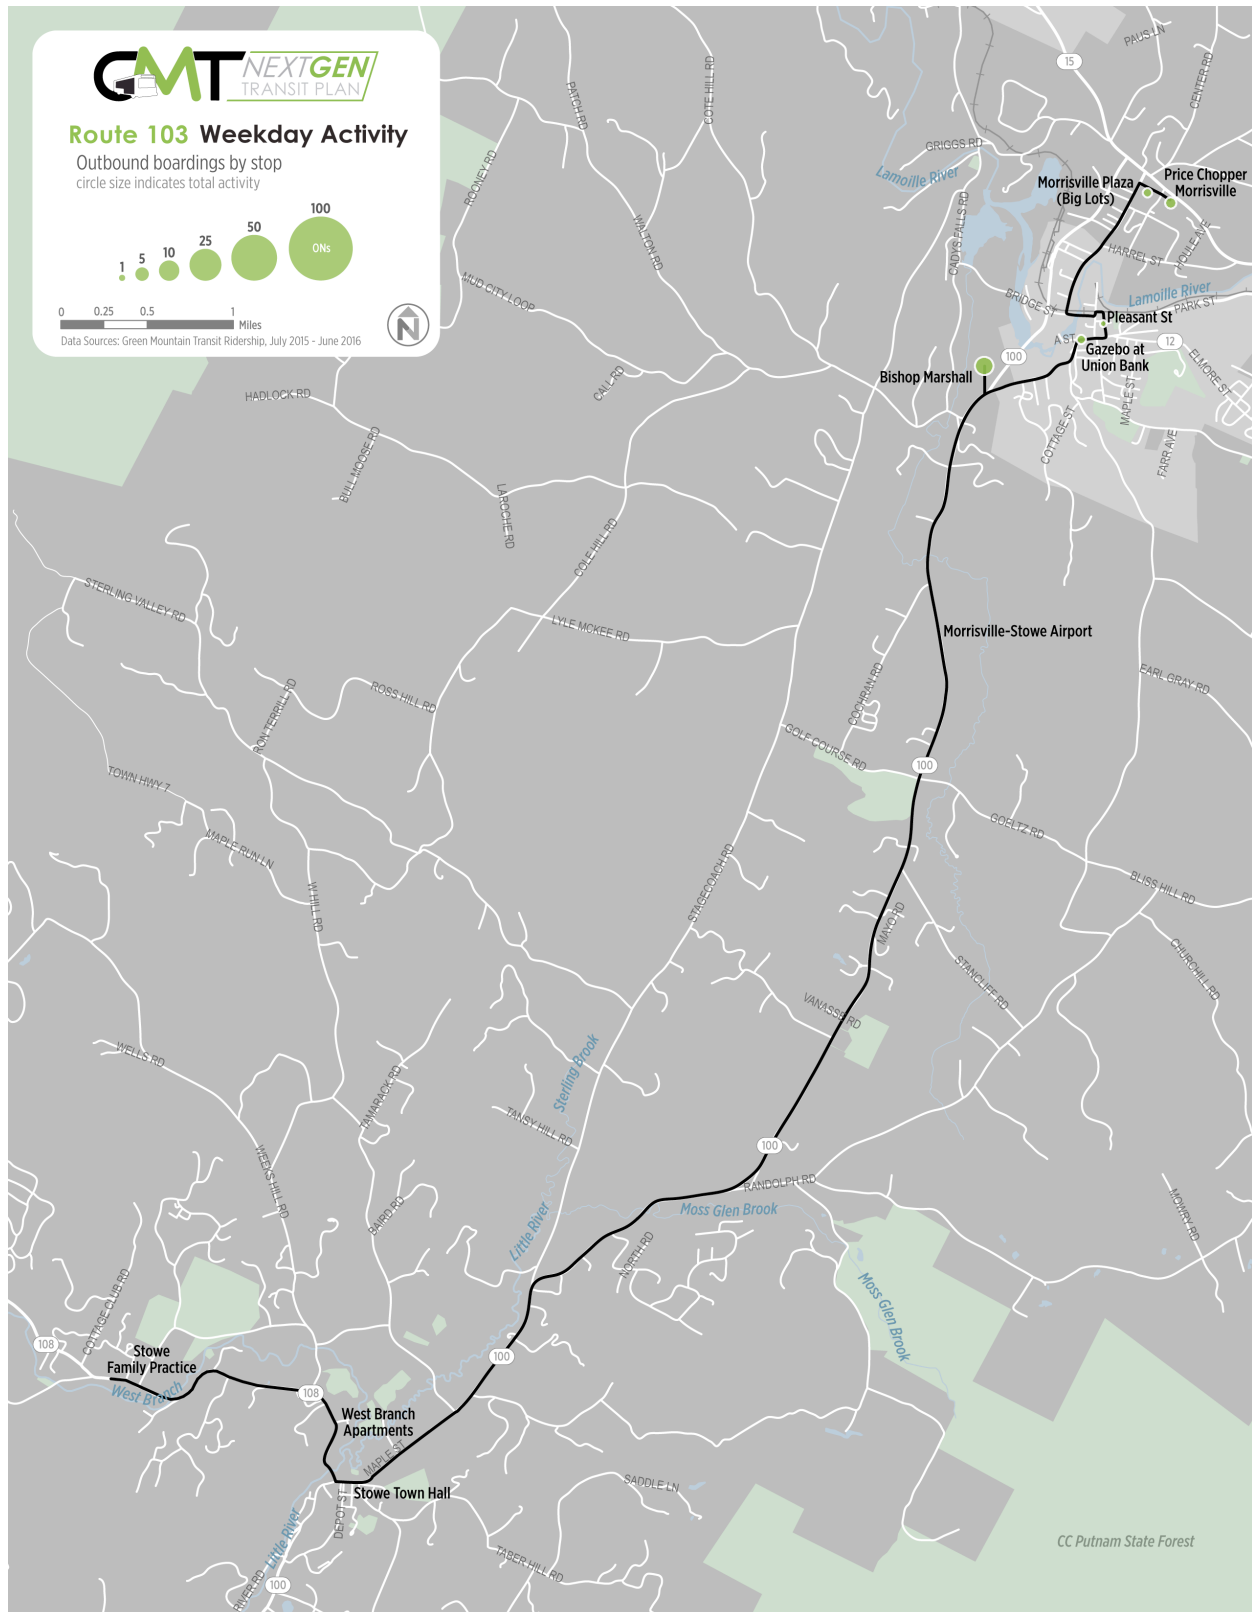 GMT NEXTGEN
TRANSIT PLAN
Route 103 Weekday Activity
Outbound boardings by stop
circle size indicates total activity
1
5
10
25
50
100
ONs
0
0.25
0.5
1
Miles
N
Data Sources: Green Mountain Transit Ridership, July 2015 - June 2016
PAUS LN
15
CENTER RD
PATCH RD
COTE HILL RD
GRIGGS RD
Lamoille River
ROONEY RD
Morrisville Plaza
(Big Lots)
Price Chopper
Morrisville
WALTON RD
CADYS FALLS RD
HARREL ST
HOULE AVE
MUD CITY LOOP
BRIDGE ST
Lamoille River
PARK ST
Pleasant St
A ST
12
100
Gazebo at
Union Bank
ELMORE ST
Bishop Marshall
HADLOCK RD
CALL RD
MAPLE ST
COTTAGE ST
FARR AVE
BULL MOOSE RD
LAROCHE RD
COLE HILL RD
STERLING VALLEY RD
LYLE MCKEE RD
Morrisville-Stowe Airport
EARL GRAY RD
COCHRAN RD
ROSS HILL RD
RON TERRILL RD
GOLF COURSE RD
100
TOWN HWY 7
GOELTZ RD
MAPLE RUN LN
STAGECOACH RD
BLISS HILL RD
W HILL RD
MAYO RD
CHURCHILL RD
STANCLIFF RD
VANASSE RD
WELLS RD
Sterling Brook
TAMARACK RD
TANSY HILL RD
100
WEEKS HILL RD
RANDOLPH RD
Moss Glen Brook
MOWRY RD
BAIRD RD
Little River
NORTH RD
COTTAGE CLUB RD
Moss Glen Brook
108
Stowe
Family Practice
100
West Branch
108
West Branch
Apartments
MAPLE ST
Stowe Town Hall
SADDLE LN
DEPOT ST
Little River
CC Putnam State Forest
TABER HILL RD
RIVER RD
100